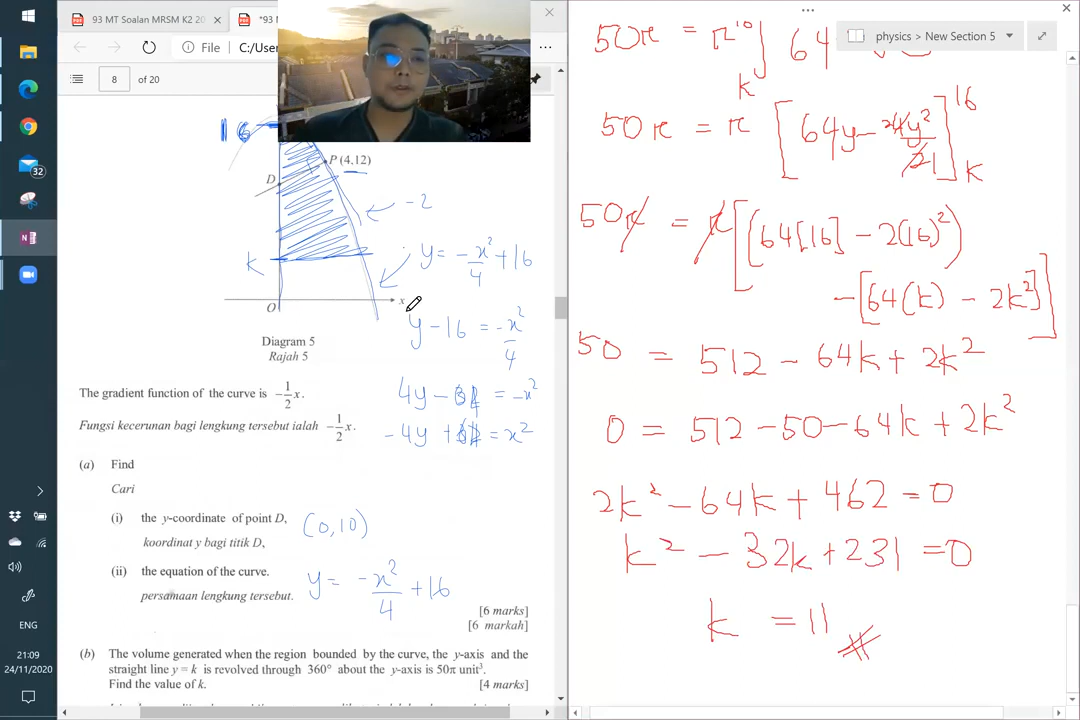 93 MT Soalan MRSM K2 20
*93 M
File
C:/User
8 of 20
16
P (4,12)
D
-2
K
y = -x²/4 + 16
O
x
y - 16 = -x²/4
Diagram 5
Rajah 5
The gradient function of the curve is -1/2 x.
4y - = -x²
Fungsi kecerunan bagi lengkung tersebut ialah -1/2 x.
-4y + = x²
(a) Find
Cari
(i) the y-coordinate of point D, (0,10)
koordinat y bagi titik D,
(ii) the equation of the curve. y = -x²/4 + 16
persamaan lengkung tersebut.
[6 marks]
[6 markah]
(b) The volume generated when the region bounded by the curve, the y-axis and the
straight line y = k is revolved through 360° about the y-axis is 50π unit³.
Find the value of k. [4 marks]
32
ENG
21:09
24/11/2020
physics > New Section 5
50π = π ∫ 64
k
50π = π [64y - y²] 16 k
50π = π[(64[16] - 2(16)²)
-[64(k) - 2k²]]
50 = 512 - 64k + 2k²
0 = 512 - 50 - 64k + 2k²
2k² - 64k + 462 = 0
k² - 32k + 231 = 0
k = 11